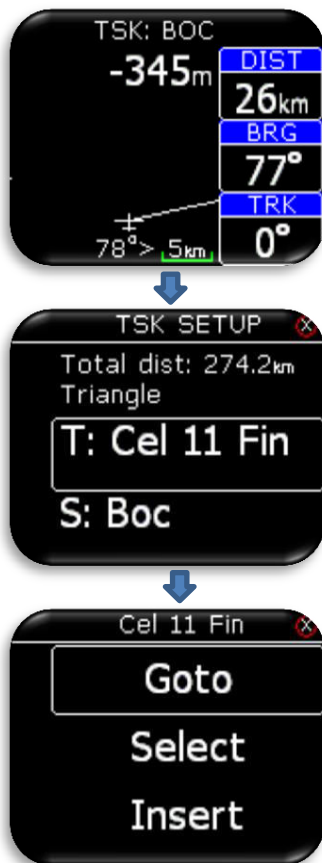 TSK: BOC
-345m
DIST
26km
BRG
77°
TRK
78°> 5km 0°
TSK SETUP X
Total dist: 274.2km
Triangle
T: Cel 11 Fin
S: Boc
Cel 11 Fin X
Goto
Select
Insert